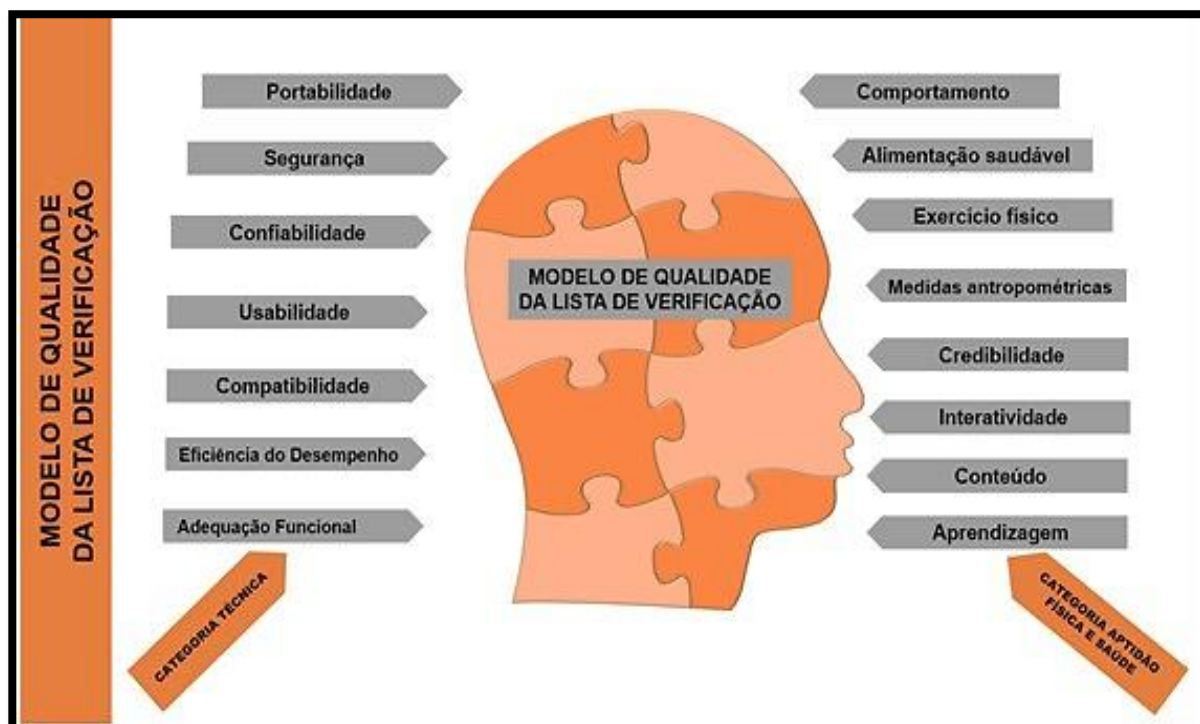 MODELO DE QUALIDADE
DA LISTA DE VERIFICAÇÃO
Portabilidade
Segurança
Confiabilidade
Usabilidade
Compatibilidade
Eficiência do Desempenho
Adequação Funcional
CATEGORIA TÉCNICA
MODELO DE QUALIDADE
DA LISTA DE VERIFICAÇÃO
Comportamento
Alimentação saudável
Exercício físico
Medidas antropométricas
Credibilidade
Interatividade
Conteúdo
Aprendizagem
CATEGORIA APTIDÃO
FÍSICA E SAÚDE